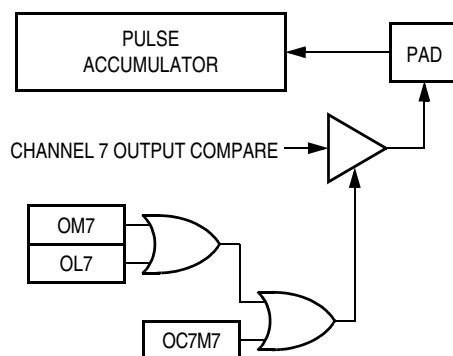 PULSE
ACCUMULATOR
PAD
CHANNEL 7 OUTPUT COMPARE
OM7
OL7
OC7M7